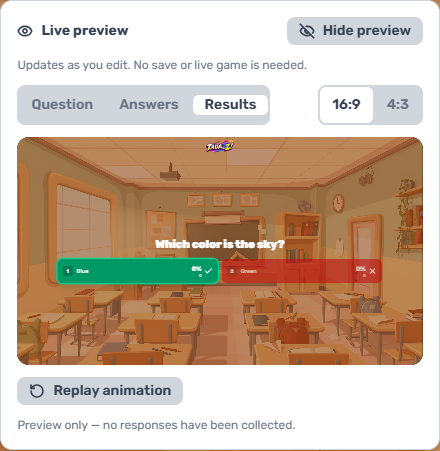 Live preview
Hide preview
Updates as you edit. No save or live game is needed.
Question
Answers
Results
16:9
4:3
Which color is the sky?
1 Blue
0%
2 Green
0%
Replay animation
Preview only — no responses have been collected.